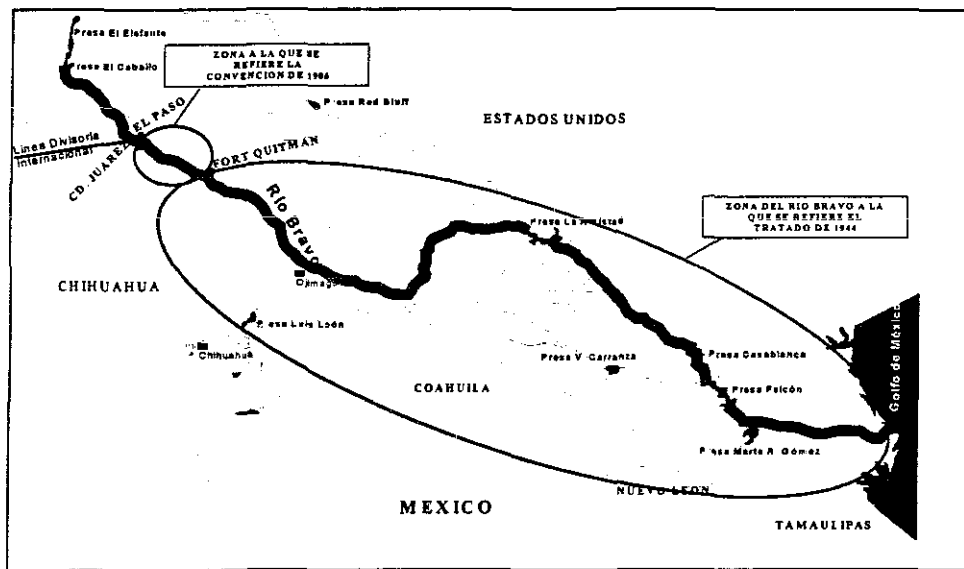 Presa El Elefante
Presa El Caballo
ZONA A LA QUE SE
REFIERE LA
CONVENCION DE 1906
Presa Red Bluff
ESTADOS UNIDOS
EL PASO
Linea Divisoria
Internacional
CD. JUAREZ
FORT QUITMAN
ZONA DEL RIO BRAVO A LA
QUE SE REFIERE EL
TRATADO DE 1944
Río Bravo
Presa La Amistad
Ojinaga
CHIHUAHUA
Presa Luis León
Chihuahua
Presa V. Carranza
Presa Casablanca
Golfo de México
COAHUILA
Presa Falcón
Presa Marte R. Gómez
NUEVO LEON
MEXICO
TAMAULIPAS